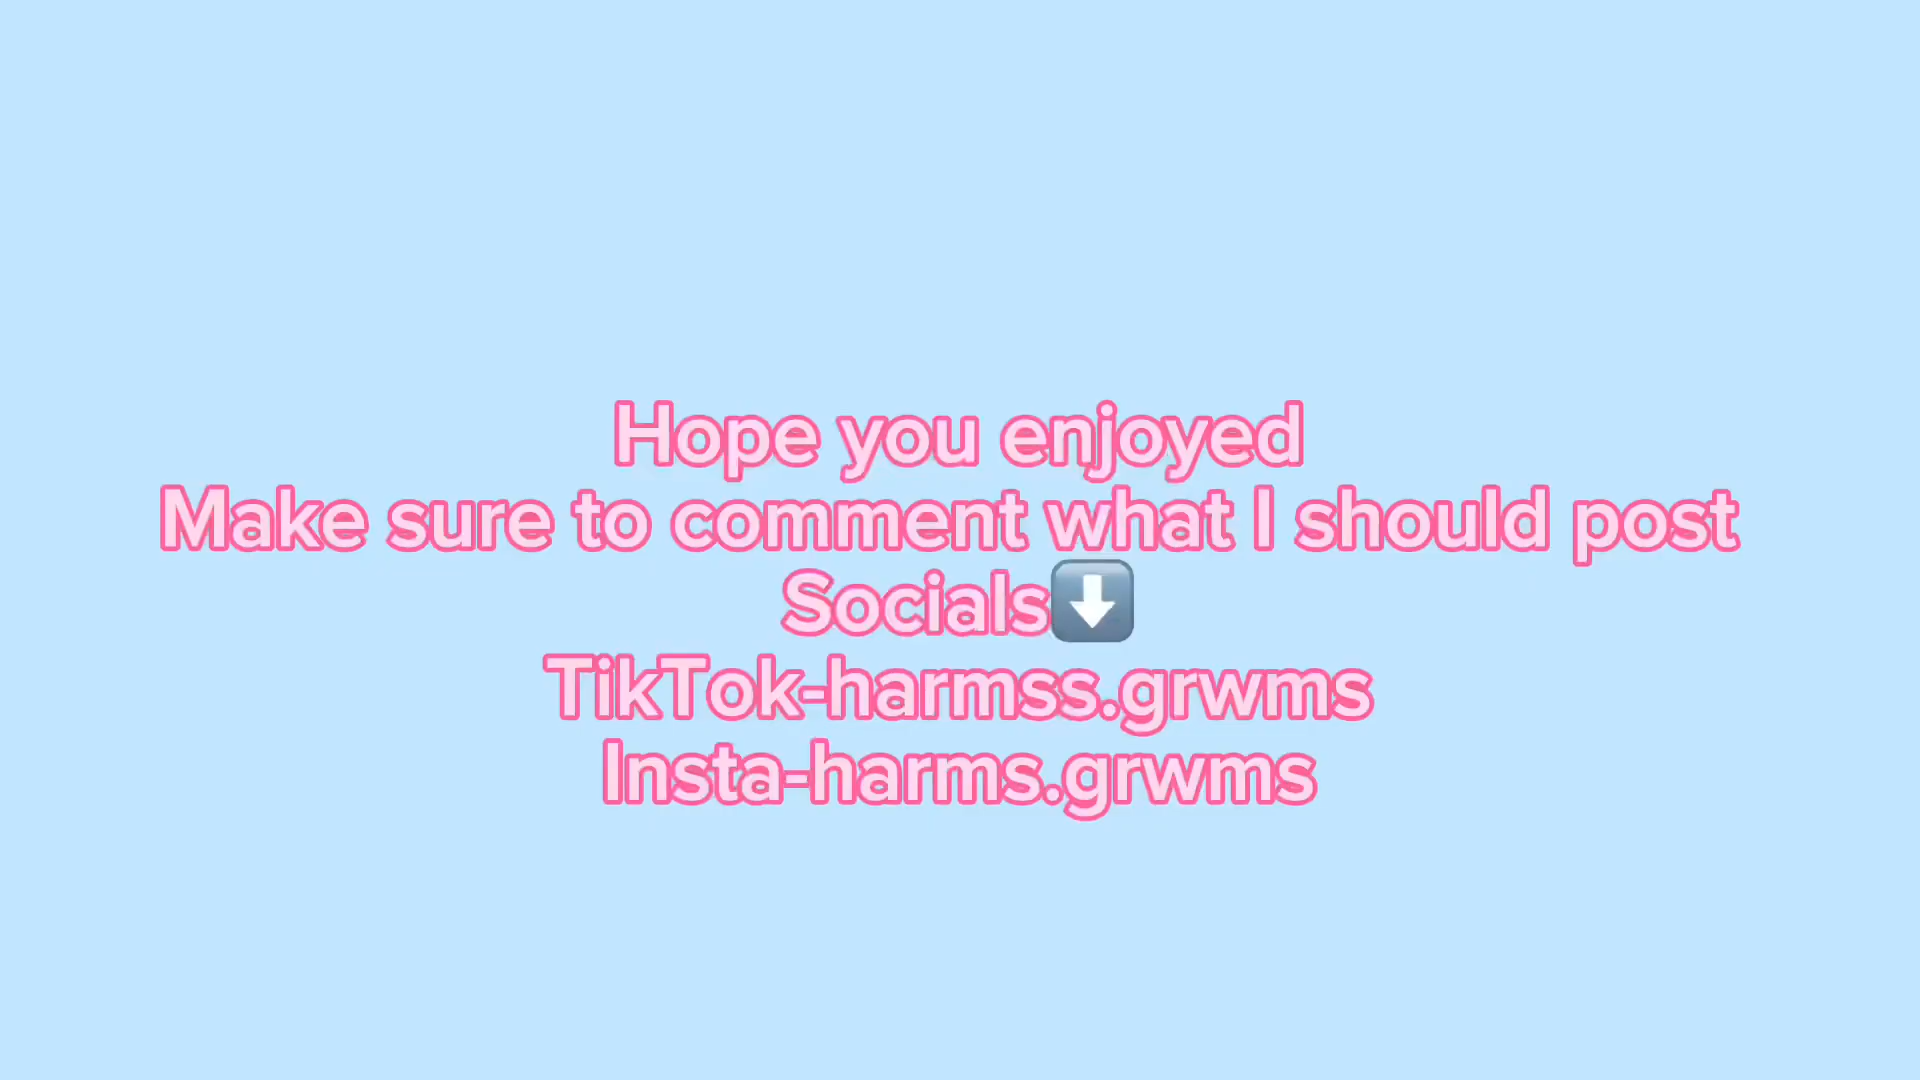 Hope you enjoyed
Make sure to comment what I should post
Socials⬇️
TikTok-harmss.grwms
Insta-harms.grwms